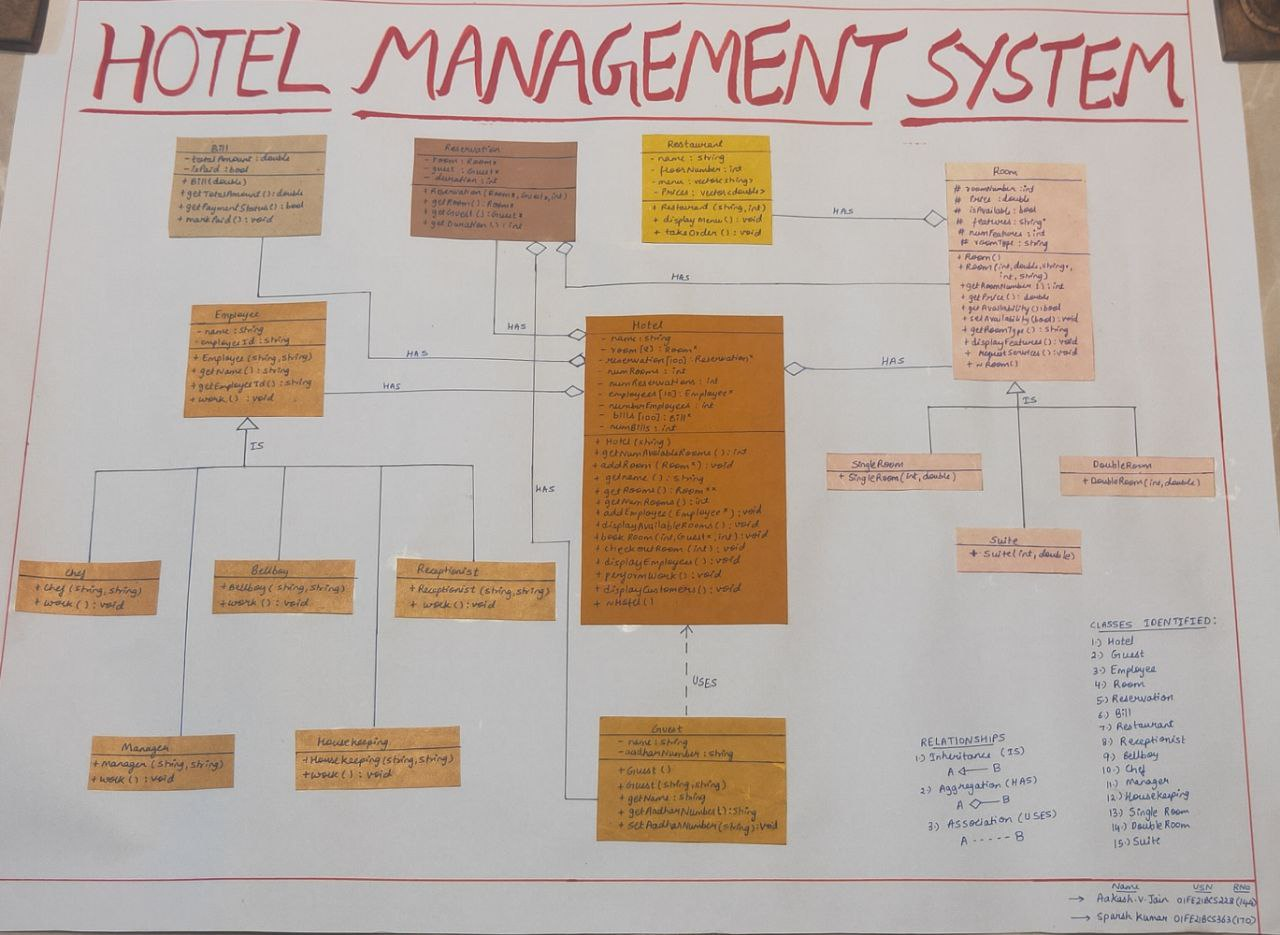 HOTEL MANAGEMENT SYSTEM
Bill
- totalAmount : double
- isPaid : bool
+ Bill(double)
+ getTotalAmount() : double
+ getPaymentStatus() : bool
+ markPaid() : void
Reservation
- room : Room*
- guest : Guest*
- duration : int
+ Reservation(Room*, Guest*, int)
+ getRoom() : Room*
+ getGuest() : Guest*
+ getDuration() : int
Restaurant
- name : string
- floorNumber : int
- menu : vector<string>
- Prices : vector<double>
+ Restaurant (string, int)
+ displayMenu() : void
+ takeOrder() : void
HAS
Room
# roomNumber : int
# Price : double
# isAvailable : bool
# features : string*
# numFeatures : int
# roomType : string
+ Room()
+ Room(int, double, string*,
int, string)
+ getRoomNumber() : int
+ getPrice() : double
+ getAvailability() : bool
+ setAvailability(bool) : void
+ getRoomType() : string
+ displayFeatures() : void
+ requestServices() : void
+ ~Room()
HAS
Employee
- name : string
- employeeId : string
+ Employee (string, string)
+ getName() : string
+ getEmployeeId() : string
+ work() : void
HAS
HAS
HAS
HAS
HAS
Hotel
- name : string
- room[2] : Room*
- reservation[100] : Reservation*
- numRooms : int
- numReservations : int
- employees[10] : Employee*
- numberEmployees : int
- bills[100] : Bill*
- numBills : int
+ Hotel(string)
+ getNumAvailableRooms() : int
+ addRoom (Room*) : void
+ getname() : string
+ getRooms() : Room**
+ getNumRooms() : int
+ addEmployee(Employee*) : void
+ displayAvailableRooms() : void
+ bookRoom (int, Guest*, int) : void
+ checkoutRoom (int) : void
+ displayEmployees() : void
+ performWork() : void
+ displayCustomers() : void
+ ~Hotel()
IS
IS
SingleRoom
+ SingleRoom(int, double)
DoubleRoom
+ DoubleRoom(int, double)
Suite
+ Suite(int, double)
Chef
+ Chef (string, string)
+ work() : void
Bellboy
+ Bellboy (string, string)
+ work() : void
Receptionist
+ Receptionist (string, string)
+ work() : void
Manager
+ Manager (string, string)
+ work() : void
HouseKeeping
+ HouseKeeping(string, string)
+ work() : void
USES
Guest
- name : string
- aadharNumber : string
+ Guest()
+ Guest(string, string)
+ getName : string
+ getAadharNumber() : string
+ setAadharNumber(string) : void
RELATIONSHIPS
1.) Inheritance (IS)
A B
2.) Aggregation (HAS)
A B
3.) Association (USES)
A ----- B
CLASSES IDENTIFIED :
1.) Hotel
2.) Guest
3.) Employee
4.) Room
5.) Reservation
6.) Bill
7.) Restaurant
8.) Receptionist
9.) Bellboy
10.) Chef
11.) Manager
12.) Housekeeping
13.) Single Room
14.) DoubleRoom
15.) Suite
Name USN RNO
→ Aakash.V.Jain 01FE21BCS228 (144)
→ Sparsh Kumar 01FE21BCS363 (170)